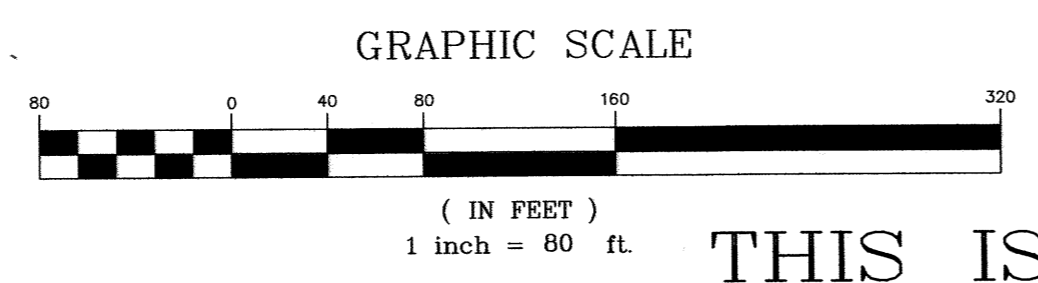 GRAPHIC SCALE
80 0 40 80 160 320
( IN FEET )
1 inch = 80 ft.
THIS IS